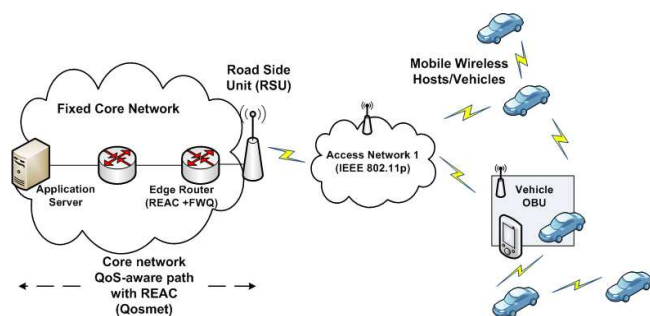 Fixed Core Network
Road Side
Unit (RSU)
Mobile Wireless
Hosts/Vehicles
Access Network 1
(IEEE 802.11p)
Application
Server
Edge Router
(REAC +FWQ)
Vehicle
OBU
Core network
QoS-aware path
with REAC
(Qosmet)